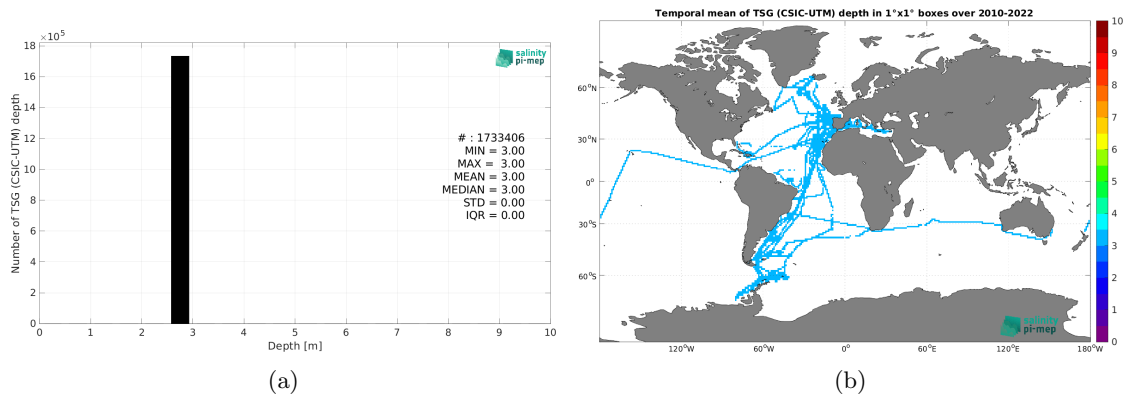 ×10⁵
18
16
14
12
10
8
6
4
2
0
Number of TSG (CSIC-UTM) depth
salinity
pi-mep
# : 1733406
MIN = 3.00
MAX = 3.00
MEAN = 3.00
MEDIAN = 3.00
STD = 0.00
IQR = 0.00
0 1 2 3 4 5 6 7 8 9 10
Depth [m]
(a)
Temporal mean of TSG (CSIC-UTM) depth in 1°x1° boxes over 2010-2022
60°N
30°N
0°
30°S
60°S
120°W 60°W 0° 60°E 120°E 180°W
salinity
pi-mep
10
9
8
7
6
5
4
3
2
1
0
(b)